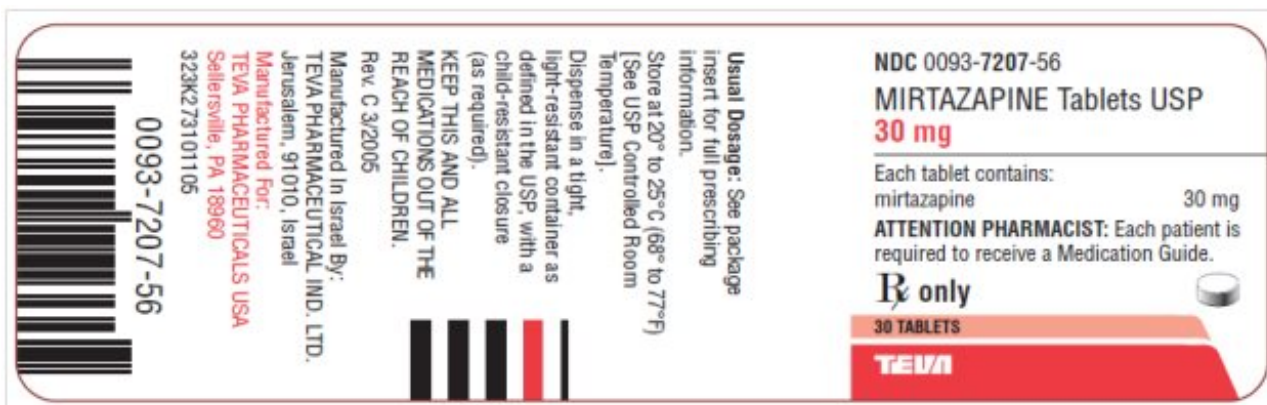 NDC 0093-7207-56
MIRTAZAPINE Tablets USP
30 mg
Each tablet contains:
mirtazapine 30 mg
ATTENTION PHARMACIST: Each patient is
required to receive a Medication Guide.
Rx only
30 TABLETS
TEVA
Usual Dosage: See package
insert for full prescribing
information.
Store at 20° to 25°C (68° to 77°F)
[See USP Controlled Room
Temperature].
Dispense in a tight,
light-resistant container as
defined in the USP, with a
child-resistant closure
(as required).
KEEP THIS AND ALL
MEDICATIONS OUT OF THE
REACH OF CHILDREN.
Rev. C 3/2005
Manufactured In Israel By:
TEVA PHARMACEUTICAL IND. LTD.
Jerusalem, 91010, Israel
Manufactured For:
TEVA PHARMACEUTICALS USA
Sellersville, PA 18960
323K273101105
0093-7207-56